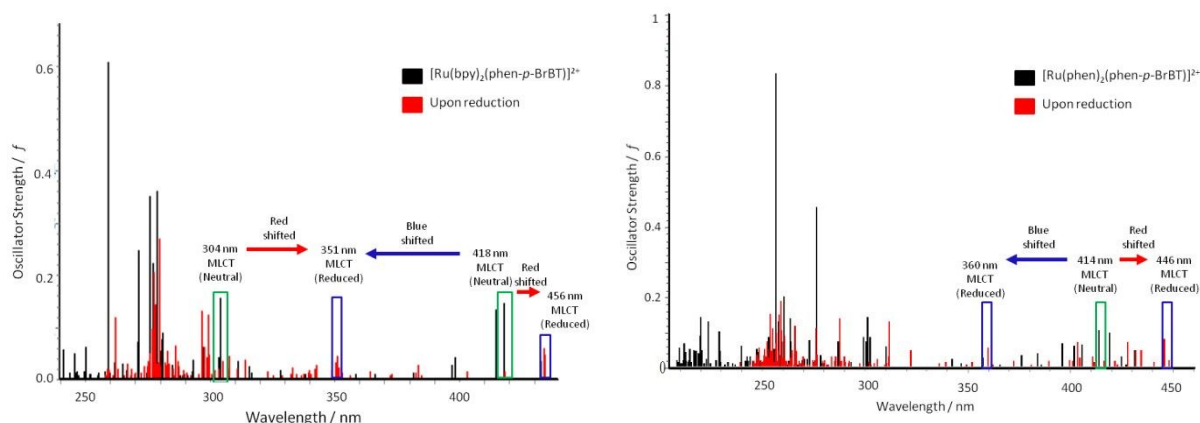 0.6
0.4
0.2
0.0
Oscillator Strength / f
[Ru(bpy)₂(phen-p-BrBT)]²⁺
Upon reduction
Red
shifted
Blue
shifted
304 nm
MLCT
(Neutral)
351 nm
MLCT
(Reduced)
418 nm
MLCT
(Neutral)
Red
shifted
456 nm
MLCT
(Reduced)
250
300
350
400
Wavelength / nm
1
0.8
0.6
0.4
0.2
0
Oscillator Strength / f
[Ru(phen)₂(phen-p-BrBT)]²⁺
Upon reduction
Blue
shifted
Red
shifted
360 nm
MLCT
(Reduced)
414 nm
MLCT
(Neutral)
446 nm
MLCT
(Reduced)
250
300
350
400
450
Wavelength / nm